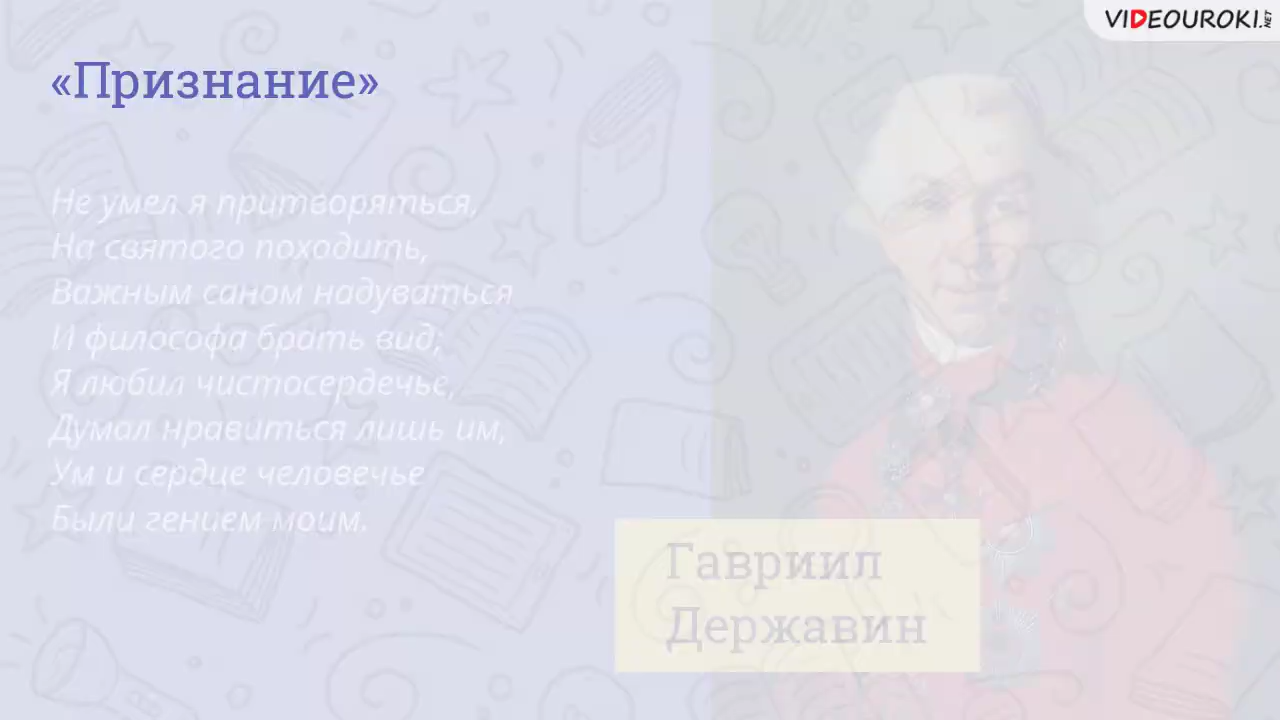 VIDEOUROKI.NET
«Признание»
Не умел я притворяться,
На святого походить,
Важным саном надуваться
И философа брать вид;
Я любил чистосердечье,
Думал нравиться лишь им,
Ум и сердце человечье
Были гением моим.
Гавриил
Державин